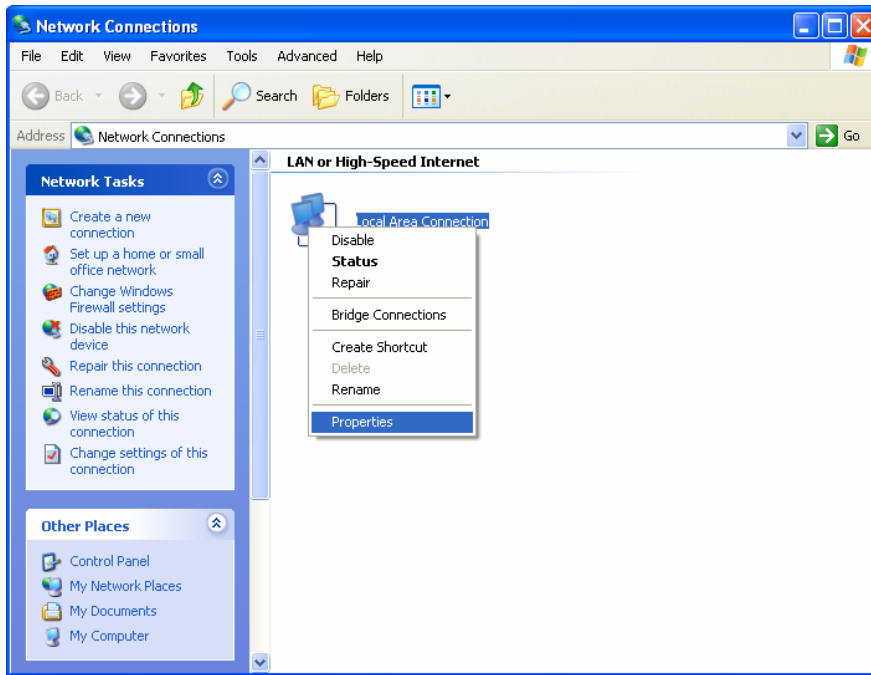 Network Connections
File Edit View Favorites Tools Advanced Help
Back Search Folders
Address Network Connections Go
Network Tasks
Create a new
connection
Set up a home or small
office network
Change Windows
Firewall settings
Disable this network
device
Repair this connection
Rename this connection
View status of this
connection
Change settings of this
connection
Other Places
Control Panel
My Network Places
My Documents
My Computer
LAN or High-Speed Internet
Local Area Connection
Disable
Status
Repair
Bridge Connections
Create Shortcut
Delete
Rename
Properties